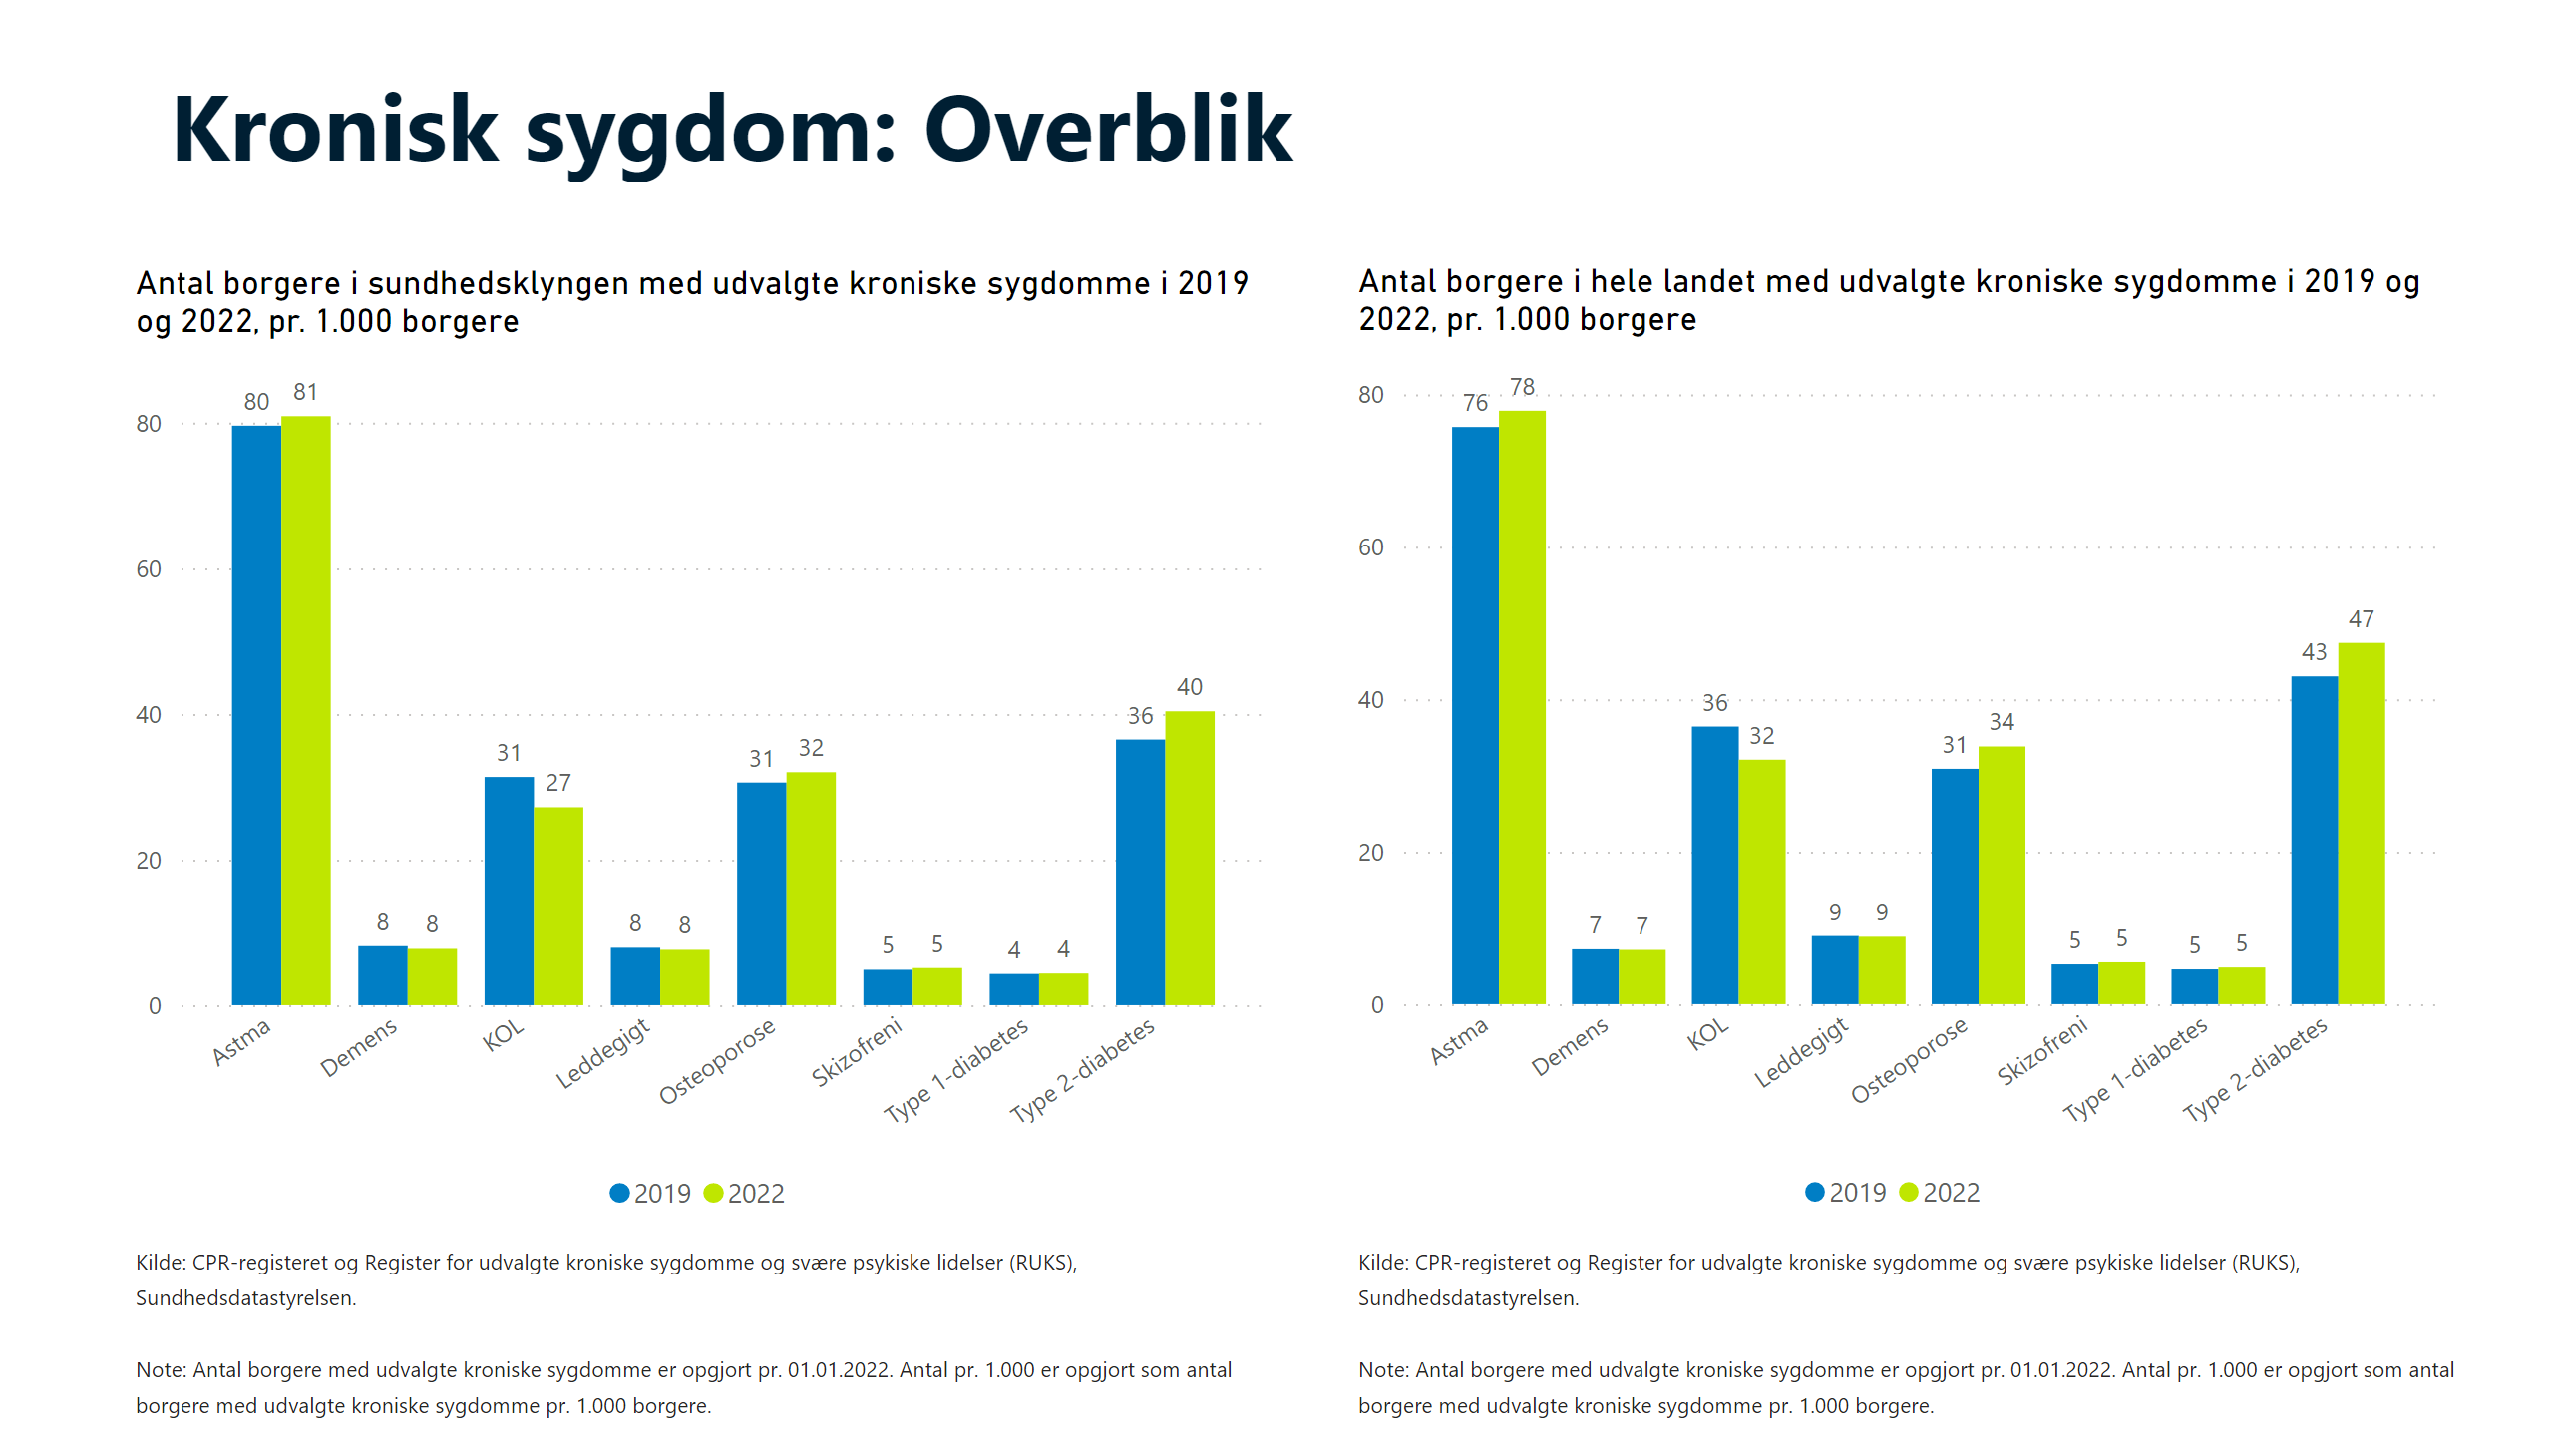 Kronisk sygdom: Overblik
Antal borgere i sundhedsklyngen med udvalgte kroniske sygdomme i 2019
og 2022, pr. 1.000 borgere
80
60
40
20
0
80 81
8 8
31 27
8 8
31 32
5 5
4 4
36 40
Astma
Demens
KOL
Leddegigt
Osteoporose
Skizofreni
Type 1-diabetes
Type 2-diabetes
2019 2022
Kilde: CPR-registeret og Register for udvalgte kroniske sygdomme og svære psykiske lidelser (RUKS),
Sundhedsdatastyrelsen.
Note: Antal borgere med udvalgte kroniske sygdomme er opgjort pr. 01.01.2022. Antal pr. 1.000 er opgjort som antal
borgere med udvalgte kroniske sygdomme pr. 1.000 borgere.
Antal borgere i hele landet med udvalgte kroniske sygdomme i 2019 og
2022, pr. 1.000 borgere
80
60
40
20
0
76 78
7 7
36 32
9 9
31 34
5 5
5 5
43 47
Astma
Demens
KOL
Leddegigt
Osteoporose
Skizofreni
Type 1-diabetes
Type 2-diabetes
2019 2022
Kilde: CPR-registeret og Register for udvalgte kroniske sygdomme og svære psykiske lidelser (RUKS),
Sundhedsdatastyrelsen.
Note: Antal borgere med udvalgte kroniske sygdomme er opgjort pr. 01.01.2022. Antal pr. 1.000 er opgjort som antal
borgere med udvalgte kroniske sygdomme pr. 1.000 borgere.